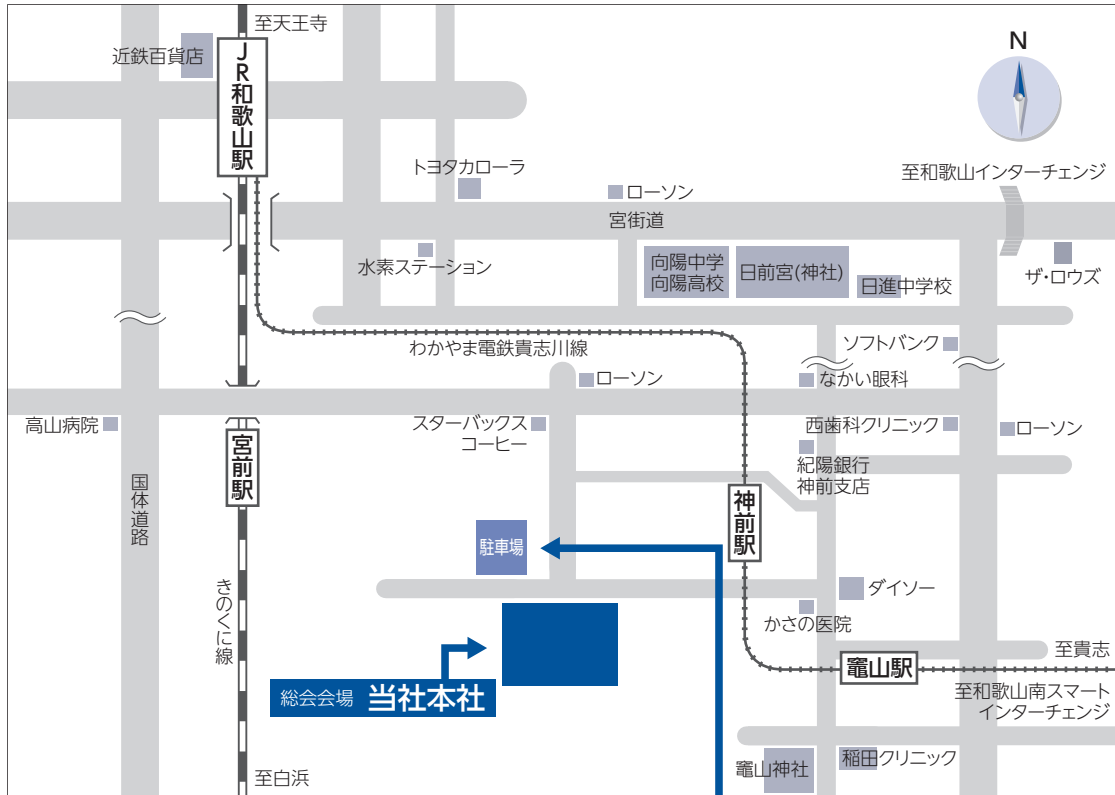 至天王寺
近鉄百貨店
JR和歌山駅
N
トヨタカローラ
ローソン
至和歌山インターチェンジ
宮街道
水素ステーション
向陽中学
向陽高校
日前宮(神社)
日進中学校
ザ・ロウズ
わかやま電鉄貴志川線
ソフトバンク
ローソン
なかい眼科
高山病院
スターバックス
コーヒー
西歯科クリニック
ローソン
宮前駅
紀陽銀行
神前支店
国体道路
神前駅
駐車場
きのくに線
ダイソー
かさの医院
至貴志
竈山駅
総会会場 当社本社
至和歌山南スマート
インターチェンジ
竈山神社
稲田クリニック
至白浜